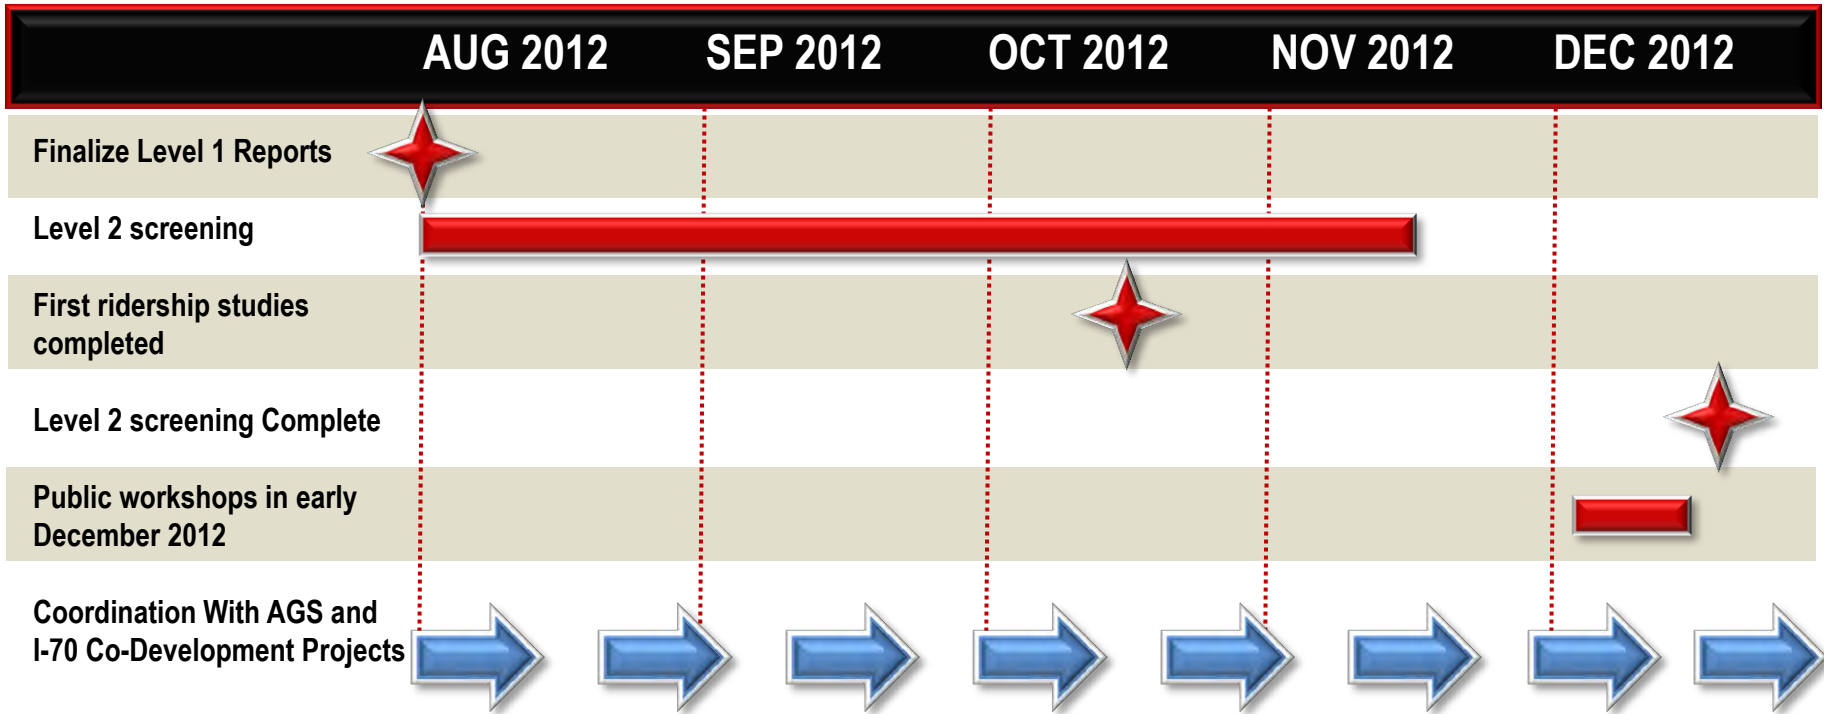 AUG 2012 SEP 2012 OCT 2012 NOV 2012 DEC 2012
Finalize Level 1 Reports
Level 2 screening
First ridership studies
completed
Level 2 screening Complete
Public workshops in early
December 2012
Coordination With AGS and
I-70 Co-Development Projects